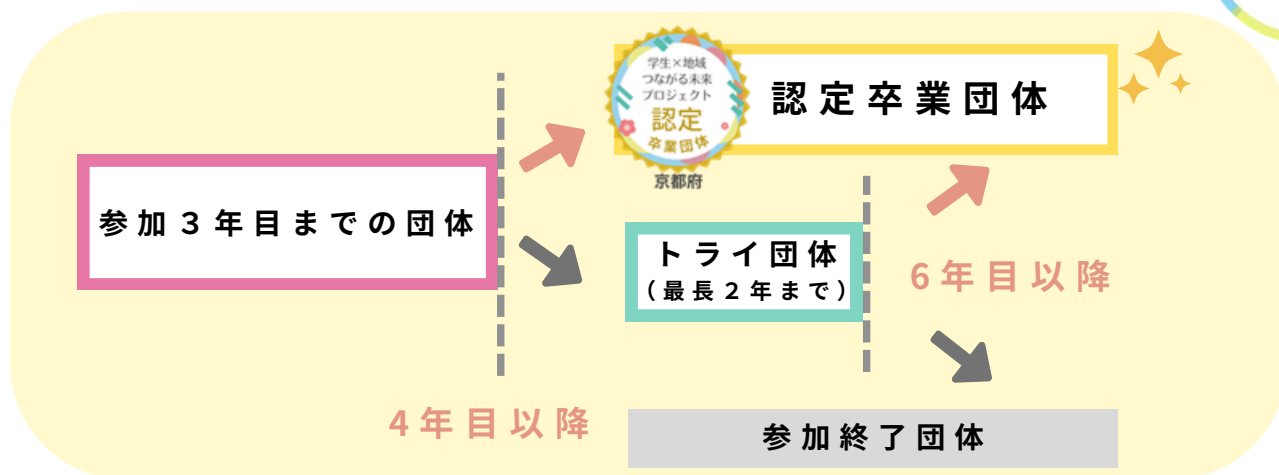 学生×地域
つながる未来
プロジェクト
認定
卒業団体
京都府
認定卒業団体
参加３年目までの団体
トライ団体
（最長２年まで）
6年目以降
4年目以降
参加終了団体